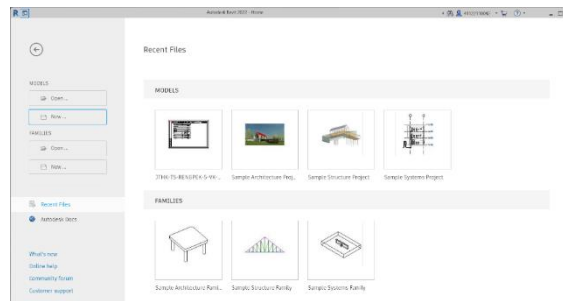 Autodesk Revit 2022 - Home
Recent Files
MODELS
Open ...
New ...
FAMILIES
Open ...
New ...
Recent Files
Autodesk Docs
What's new
Online help
Community forum
Customer support
MODELS
Sample Architecture Proj...
Sample Structure Project
Sample Systems Project
FAMILIES
Sample Architecture Fami...
Sample Structure Family
Sample Systems Family